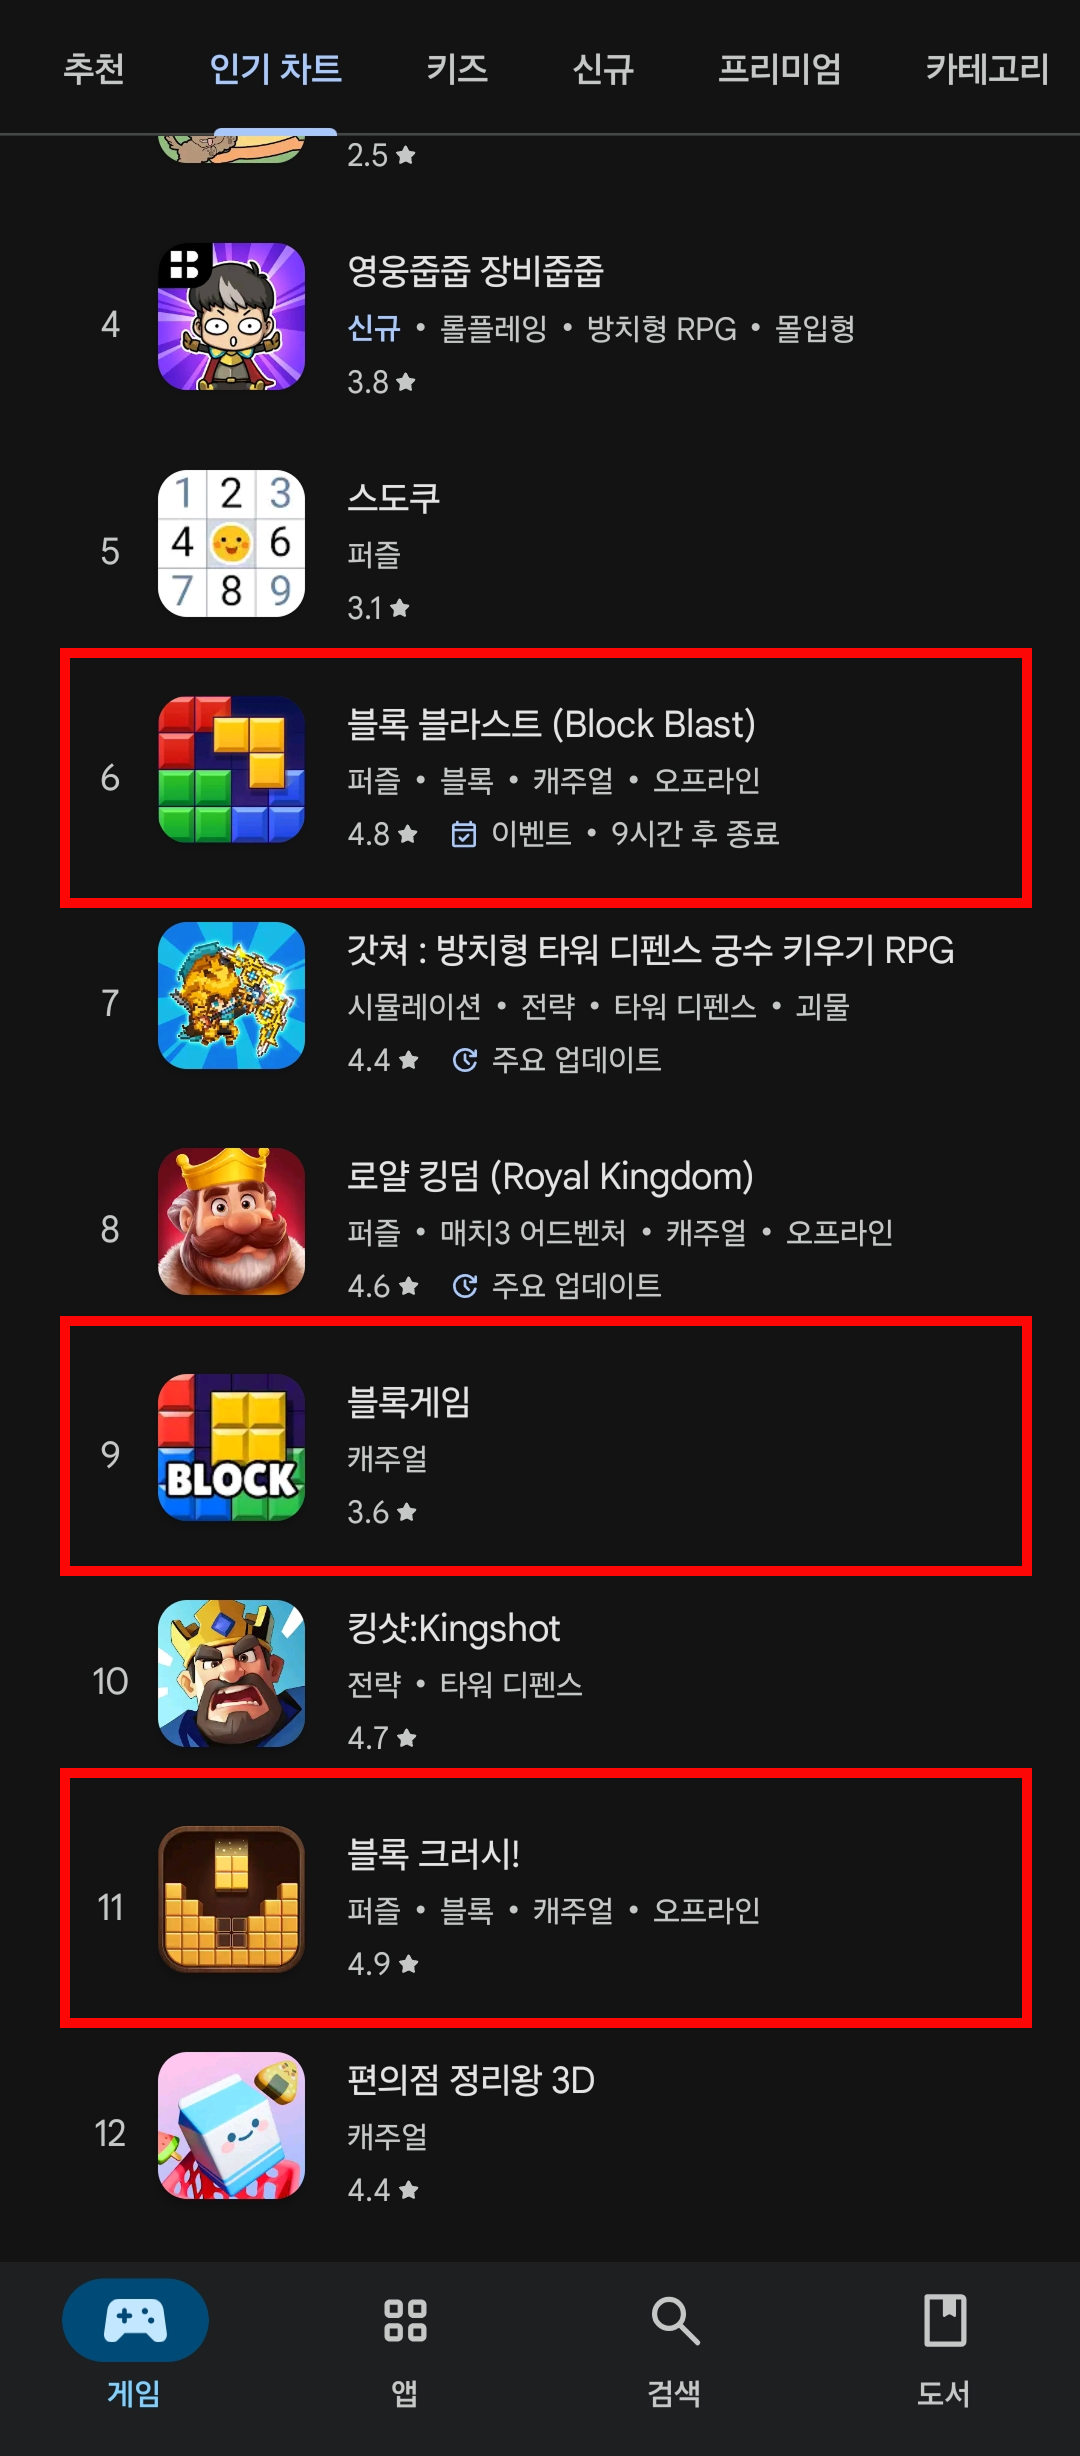 추천 인기 차트 키즈 신규 프리미엄 카테고리
2.5 ★
4
영웅줍줍 장비줍줍
신규 • 롤플레잉 • 방치형 RPG • 몰입형
3.8 ★
1 2 3
4 6
7 8 9
5
스도쿠
퍼즐
3.1 ★
6
블록 블라스트 (Block Blast)
퍼즐 • 블록 • 캐주얼 • 오프라인
4.8 ★ 이벤트 • 9시간 후 종료
7
갓쳐 : 방치형 타워 디펜스 궁수 키우기 RPG
시뮬레이션 • 전략 • 타워 디펜스 • 괴물
4.4 ★ 주요 업데이트
8
로얄 킹덤 (Royal Kingdom)
퍼즐 • 매치3 어드벤처 • 캐주얼 • 오프라인
4.6 ★ 주요 업데이트
9
BLOCK
블록게임
캐주얼
3.6 ★
10
킹샷:Kingshot
전략 • 타워 디펜스
4.7 ★
11
블록 크러시!
퍼즐 • 블록 • 캐주얼 • 오프라인
4.9 ★
12
편의점 정리왕 3D
캐주얼
4.4 ★
게임 앱 검색 도서